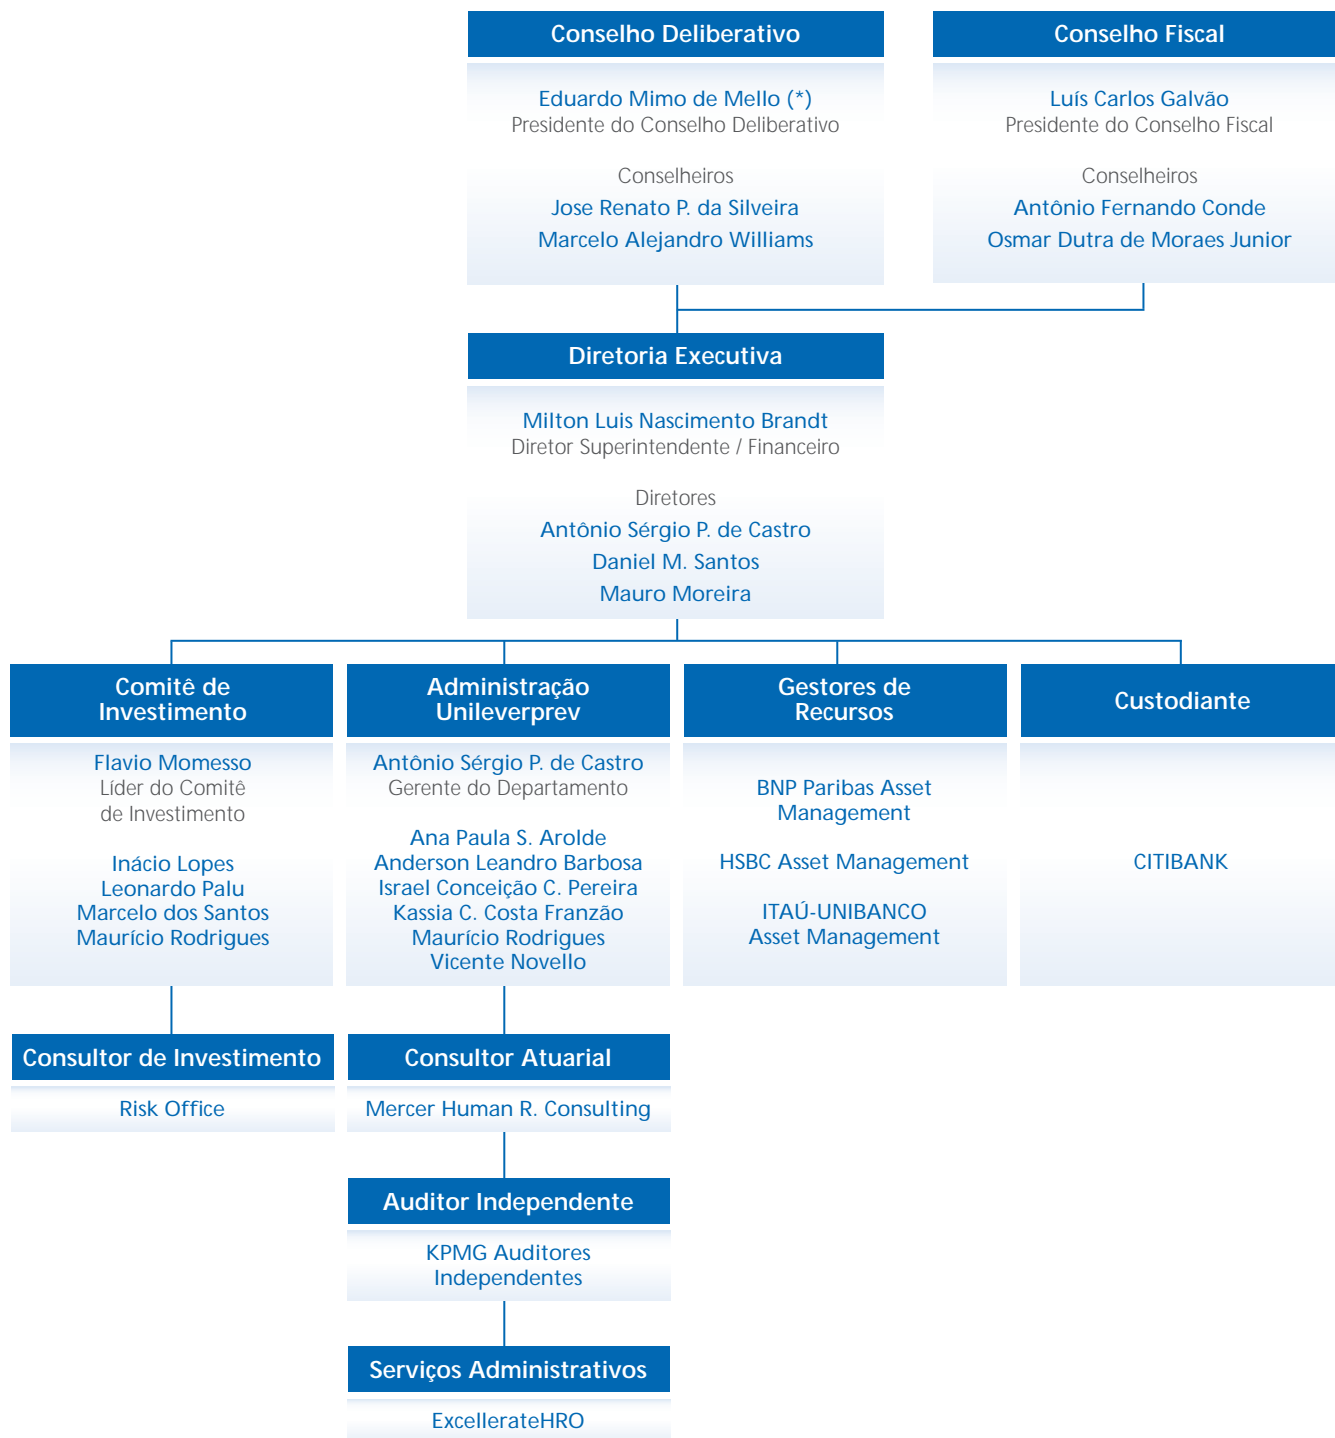 Conselho Deliberativo
Eduardo Mimo de Mello (*)
Presidente do Conselho Deliberativo
Conselheiros
Jose Renato P. da Silveira
Marcelo Alejandro Williams
Conselho Fiscal
Luís Carlos Galvão
Presidente do Conselho Fiscal
Conselheiros
Antônio Fernando Conde
Osmar Dutra de Moraes Junior
Diretoria Executiva
Milton Luis Nascimento Brandt
Diretor Superintendente / Financeiro
Diretores
Antônio Sérgio P. de Castro
Daniel M. Santos
Mauro Moreira
Comitê de
Investimento
Flavio Momesso
Líder do Comitê
de Investimento
Inácio Lopes
Leonardo Palu
Marcelo dos Santos
Maurício Rodrigues
Consultor de Investimento
Risk Office
Administração
Unileverprev
Antônio Sérgio P. de Castro
Gerente do Departamento
Ana Paula S. Arolde
Anderson Leandro Barbosa
Israel Conceição C. Pereira
Kassia C. Costa Franzão
Maurício Rodrigues
Vicente Novello
Consultor Atuarial
Mercer Human R. Consulting
Auditor Independente
KPMG Auditores
Independentes
Serviços Administrativos
ExcellerateHRO
Gestores de
Recursos
BNP Paribas Asset
Management
HSBC Asset Management
ITAÚ-UNIBANCO
Asset Management
Custodiante
CITIBANK